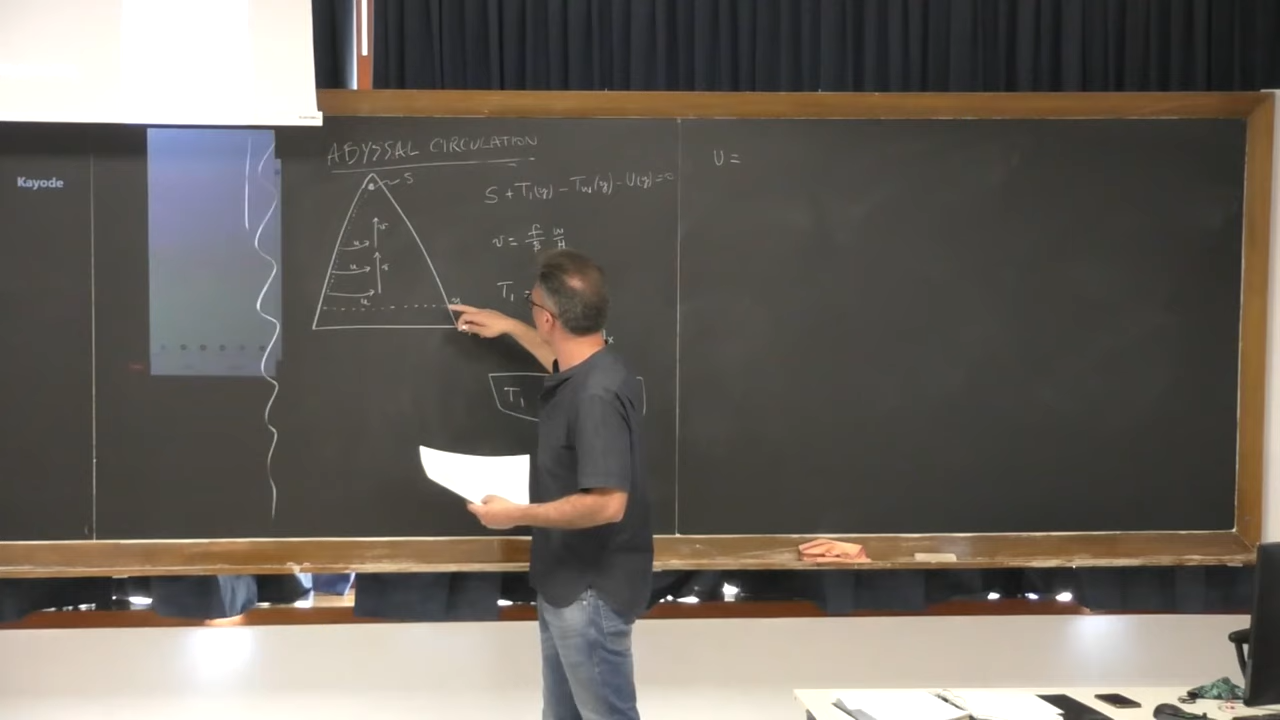 Kayode
ABYSSAL CIRCULATION
S
S + T₁(y) - T_w(y) - U(y) = 0
v = f/β w/H
T₁ =
T₁
v
u
v
u
u
y
U =